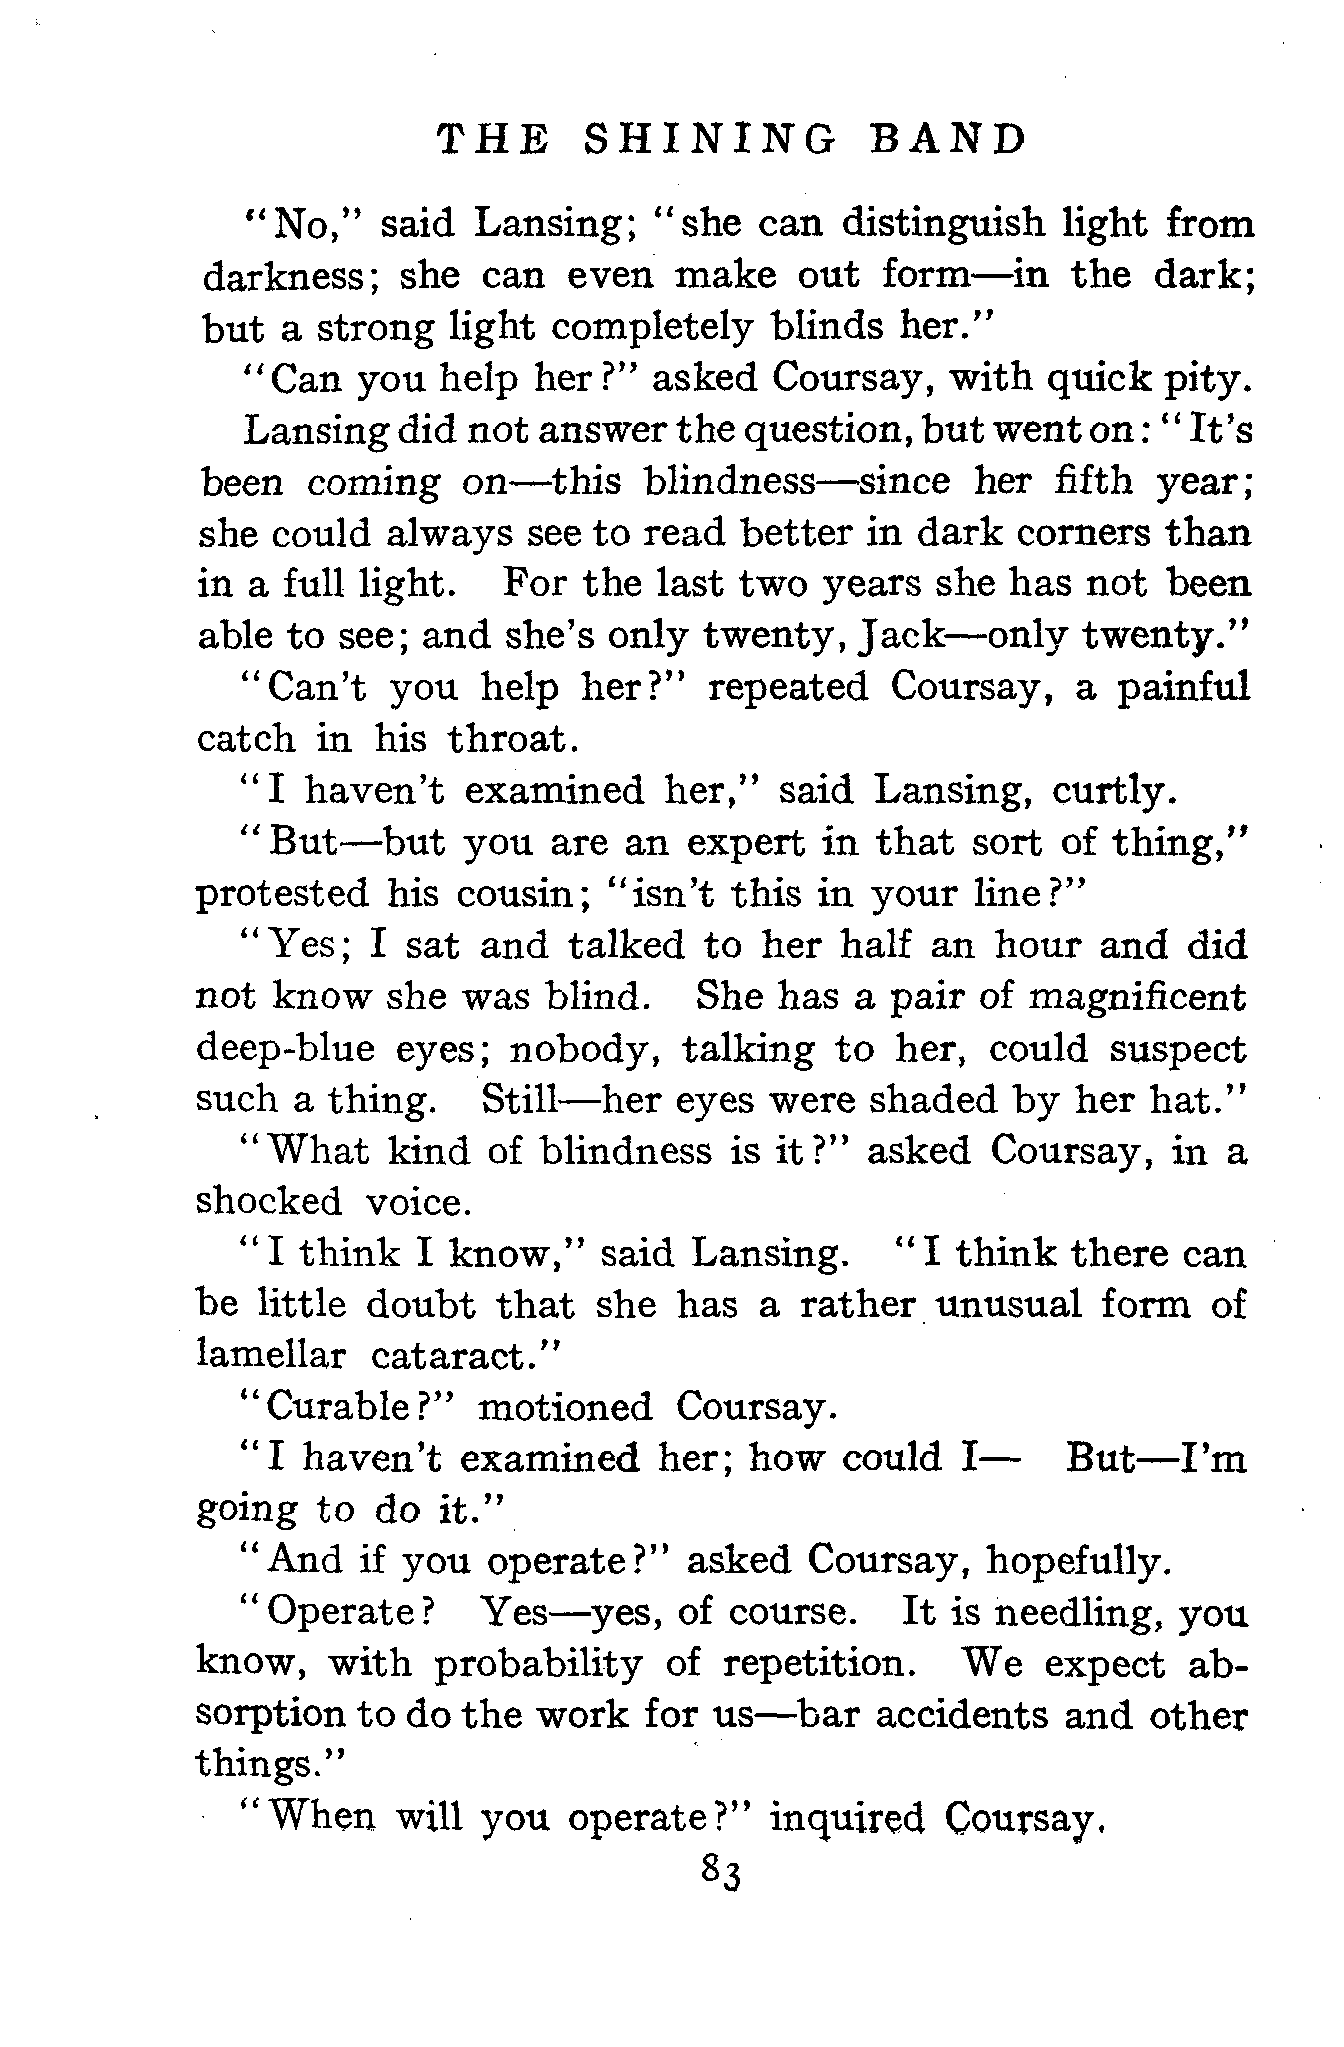 THE SHINING BAND
"No," said Lansing; "she can distinguish light from
darkness; she can even make out form—in the dark;
but a strong light completely blinds her."
"Can you help her?" asked Coursay, with quick pity.
Lansing did not answer the question, but went on: "It's
been coming on—this blindness—since her fifth year;
she could always see to read better in dark corners than
in a full light. For the last two years she has not been
able to see; and she's only twenty, Jack—only twenty."
"Can't you help her?" repeated Coursay, a painful
catch in his throat.
"I haven't examined her," said Lansing, curtly.
"But—but you are an expert in that sort of thing,"
protested his cousin; "isn't this in your line?"
"Yes; I sat and talked to her half an hour and did
not know she was blind. She has a pair of magnificent
deep-blue eyes; nobody, talking to her, could suspect
such a thing. Still—her eyes were shaded by her hat."
"What kind of blindness is it?" asked Coursay, in a
shocked voice.
"I think I know," said Lansing. "I think there can
be little doubt that she has a rather unusual form of
lamellar cataract."
"Curable?" motioned Coursay.
"I haven't examined her; how could I— But—I'm
going to do it."
"And if you operate?" asked Coursay, hopefully.
"Operate? Yes—yes, of course. It is needling, you
know, with probability of repetition. We expect ab-
sorption to do the work for us—bar accidents and other
things."
"When will you operate?" inquired Coursay.
83